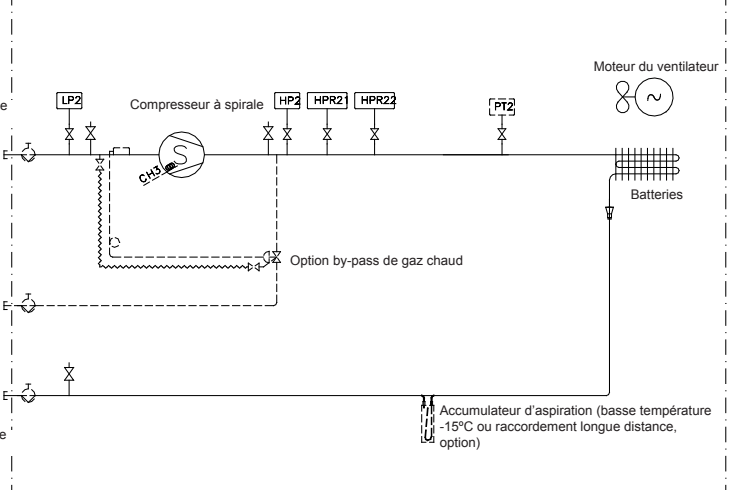 Moteur du ventilateur
LP2
Compresseur à spirale
HP2
HPR21
HPR22
PT2
S
CH3
Batteries
Option by-pass de gaz chaud
Accumulateur d'aspiration (basse température
-15ºC ou raccordement longue distance,
option)